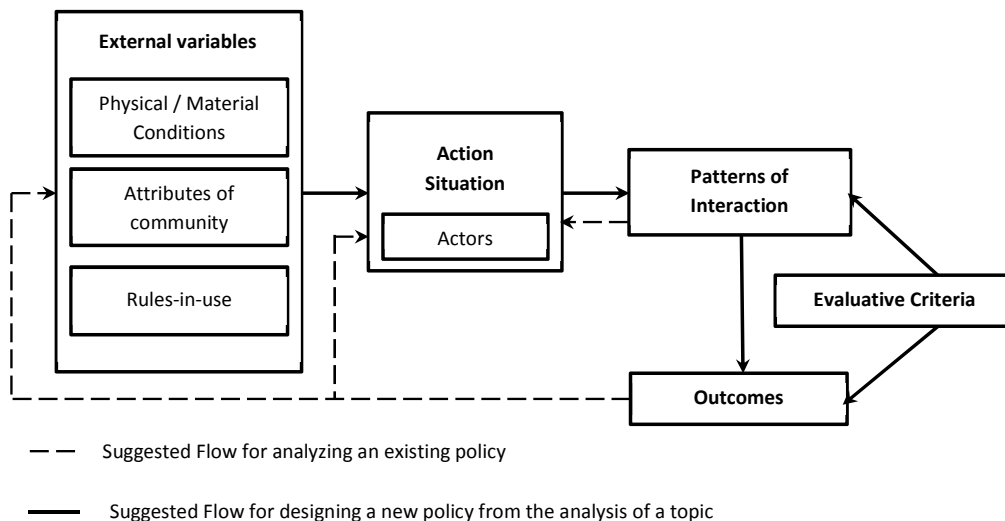 External variables
Physical / Material
Conditions
Attributes of
community
Rules-in-use
Action
Situation
Actors
Patterns of
Interaction
Evaluative Criteria
Outcomes
Suggested Flow for analyzing an existing policy
Suggested Flow for designing a new policy from the analysis of a topic